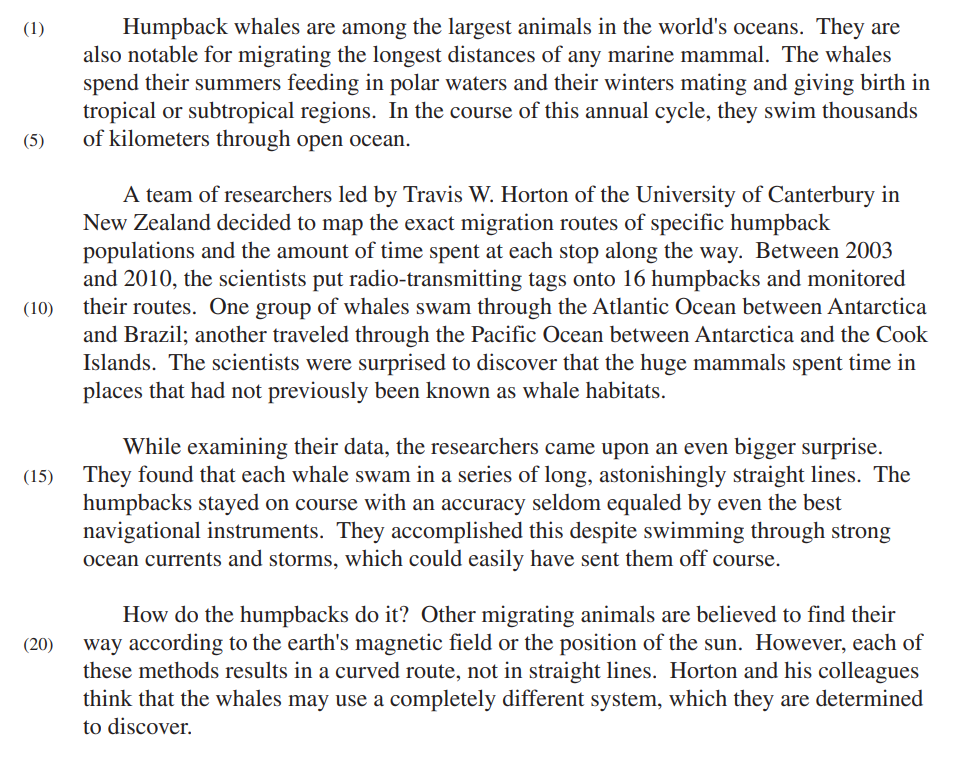 (1) Humpback whales are among the largest animals in the world's oceans. They are
also notable for migrating the longest distances of any marine mammal. The whales
spend their summers feeding in polar waters and their winters mating and giving birth in
tropical or subtropical regions. In the course of this annual cycle, they swim thousands
(5) of kilometers through open ocean.
A team of researchers led by Travis W. Horton of the University of Canterbury in
New Zealand decided to map the exact migration routes of specific humpback
populations and the amount of time spent at each stop along the way. Between 2003
and 2010, the scientists put radio-transmitting tags onto 16 humpbacks and monitored
(10) their routes. One group of whales swam through the Atlantic Ocean between Antarctica
and Brazil; another traveled through the Pacific Ocean between Antarctica and the Cook
Islands. The scientists were surprised to discover that the huge mammals spent time in
places that had not previously been known as whale habitats.
While examining their data, the researchers came upon an even bigger surprise.
(15) They found that each whale swam in a series of long, astonishingly straight lines. The
humpbacks stayed on course with an accuracy seldom equaled by even the best
navigational instruments. They accomplished this despite swimming through strong
ocean currents and storms, which could easily have sent them off course.
How do the humpbacks do it? Other migrating animals are believed to find their
(20) way according to the earth's magnetic field or the position of the sun. However, each of
these methods results in a curved route, not in straight lines. Horton and his colleagues
think that the whales may use a completely different system, which they are determined
to discover.